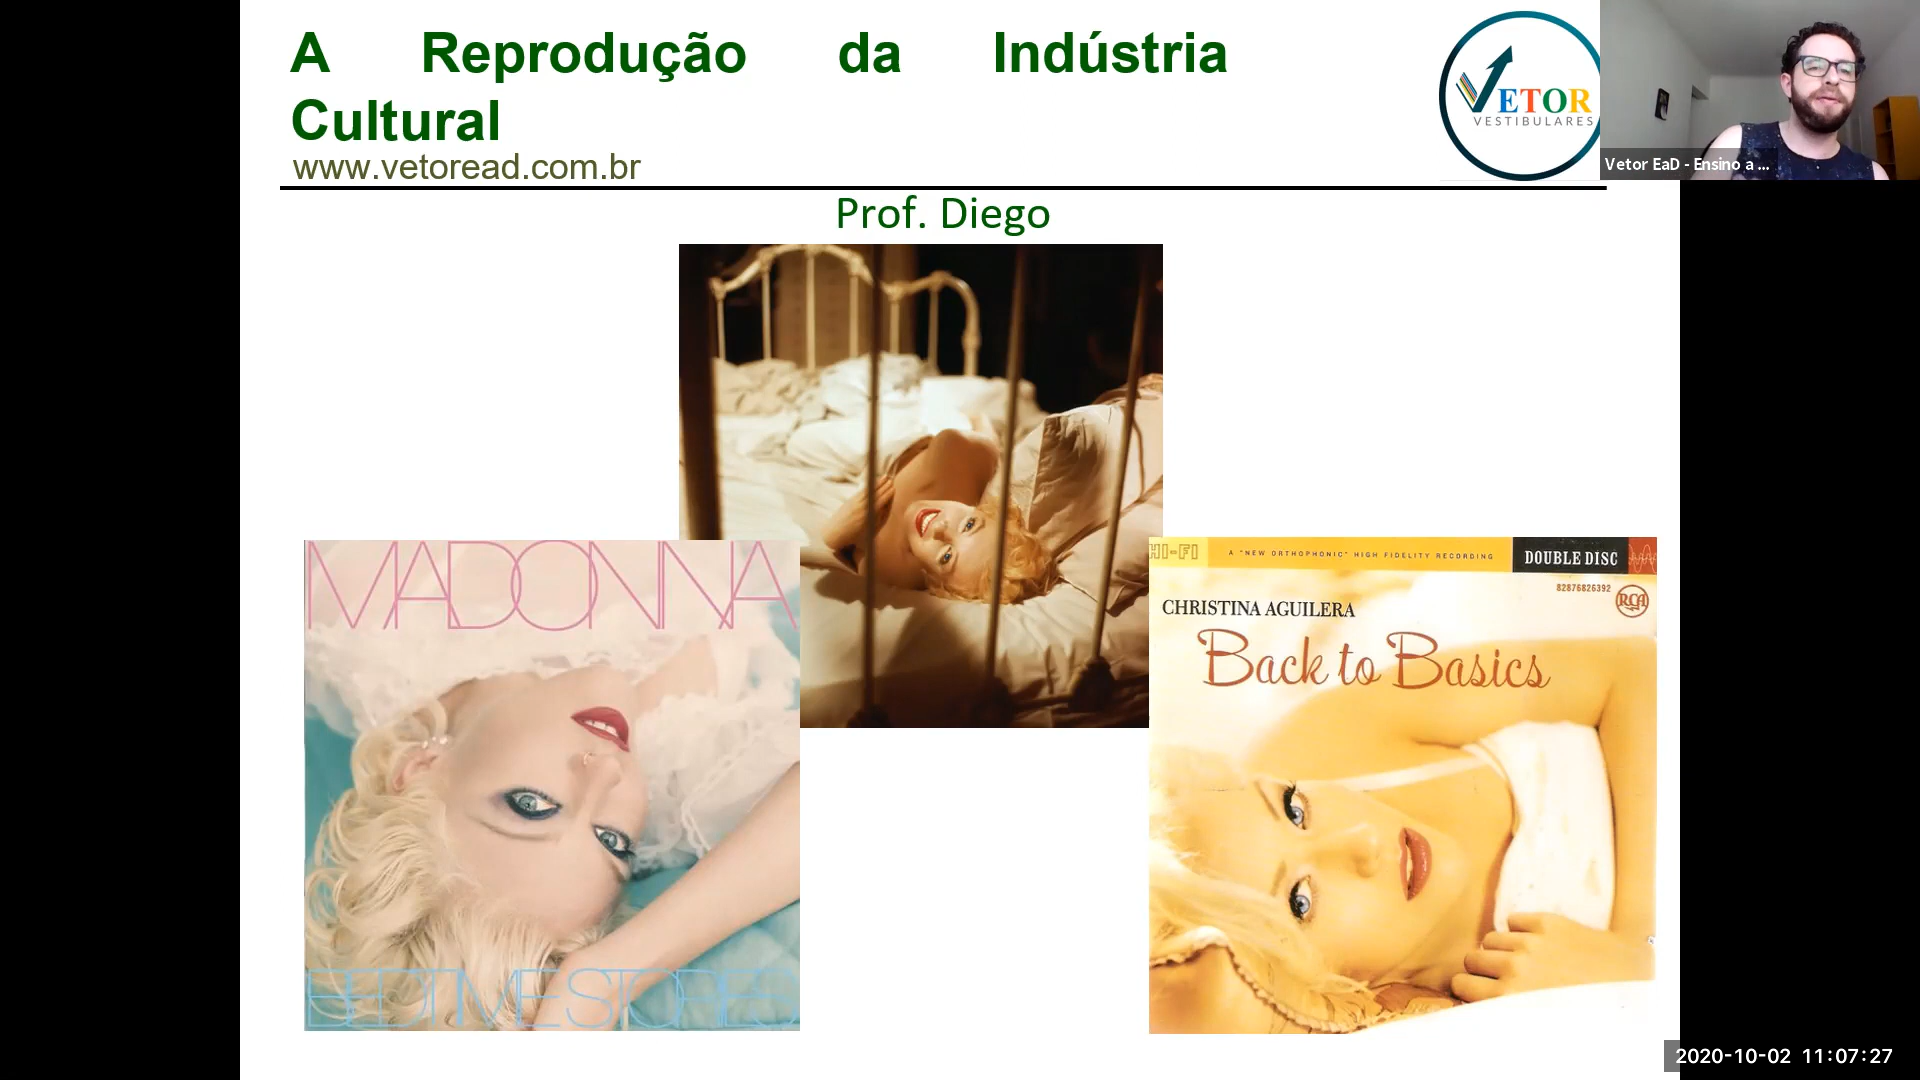 A Reprodução da Indústria
Cultural
www.vetoread.com.br
VETOR
VESTIBULARES
Vetor EaD - Ensino a ...
Prof. Diego
MADONNA
BEDTIME STORIES
HI-FI
A "NEW ORTHOPHONIC" HIGH FIDELITY RECORDING
DOUBLE DISC
82876826392
RCA
CHRISTINA AGUILERA
Back to Basics
2020-10-02 11:07:27